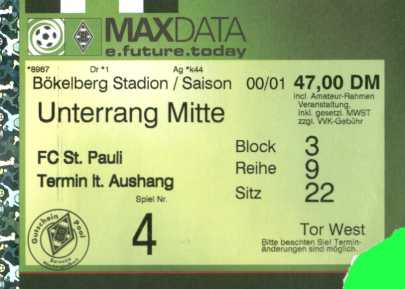 MAXDATA
e.future.today
*8967 Dr *1 Ag *k44
Bökelberg Stadion / Saison 00/01 47,00 DM
incl. Amateur-Rahmen
Veranstaltung.
inkl. gesetzl. MWST
zzgl. VVK-Gebühr
Unterrang Mitte
FC St. Pauli
Termin lt. Aushang
Block 3
Reihe 9
Sitz 22
Spiel Nr.
4
Gutschein Pool
Tor West
Bitte beachten Sie! Termin-
änderungen sind möglich.